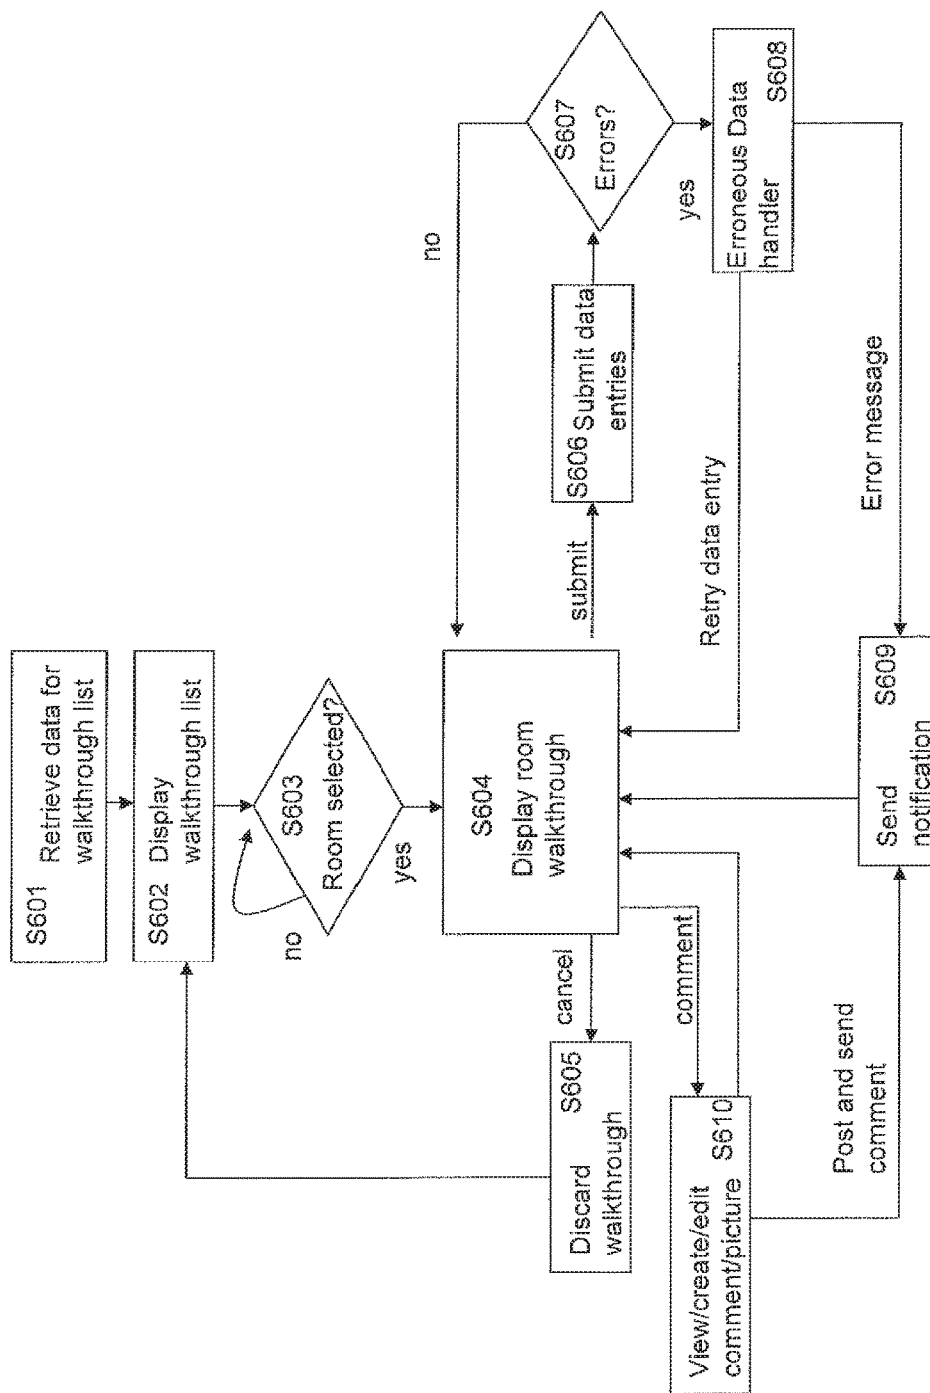 S601 Retrieve data for
walkthrough list
S602 Display
walkthrough list
S603
Room selected?
no
yes
S604
Display room
walkthrough
cancel
S605
Discard
walkthrough
comment
View/create/edit
comment/picture S610
Post and send
comment
Send S609
notification
submit
S606 Submit data
entries
S607
Errors?
no
yes
Erroneous Data
handler S608
Retry data entry
Error message